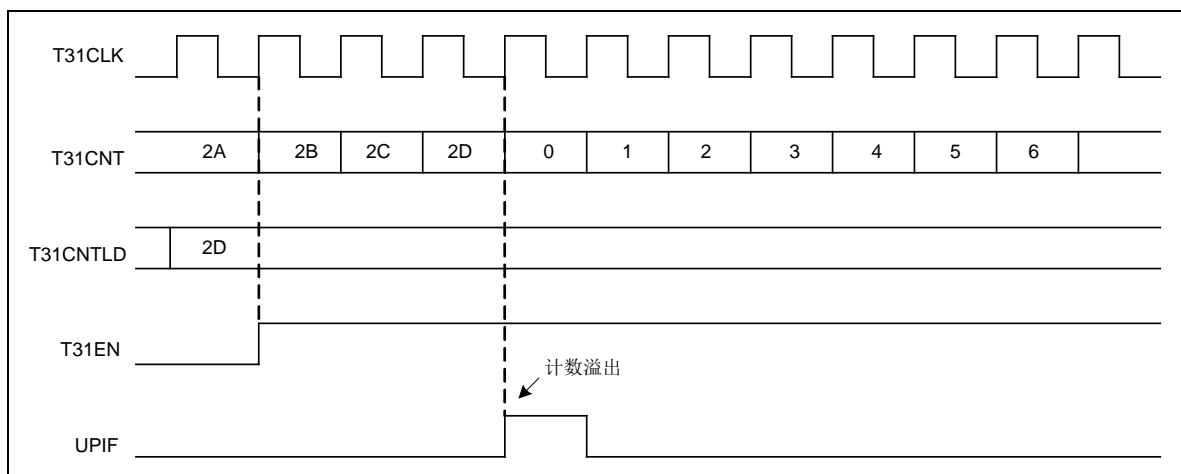 T31CLK
T31CNT 2A 2B 2C 2D 0 1 2 3 4 5 6
T31CNTLD 2D
T31EN
计数溢出
UPIF